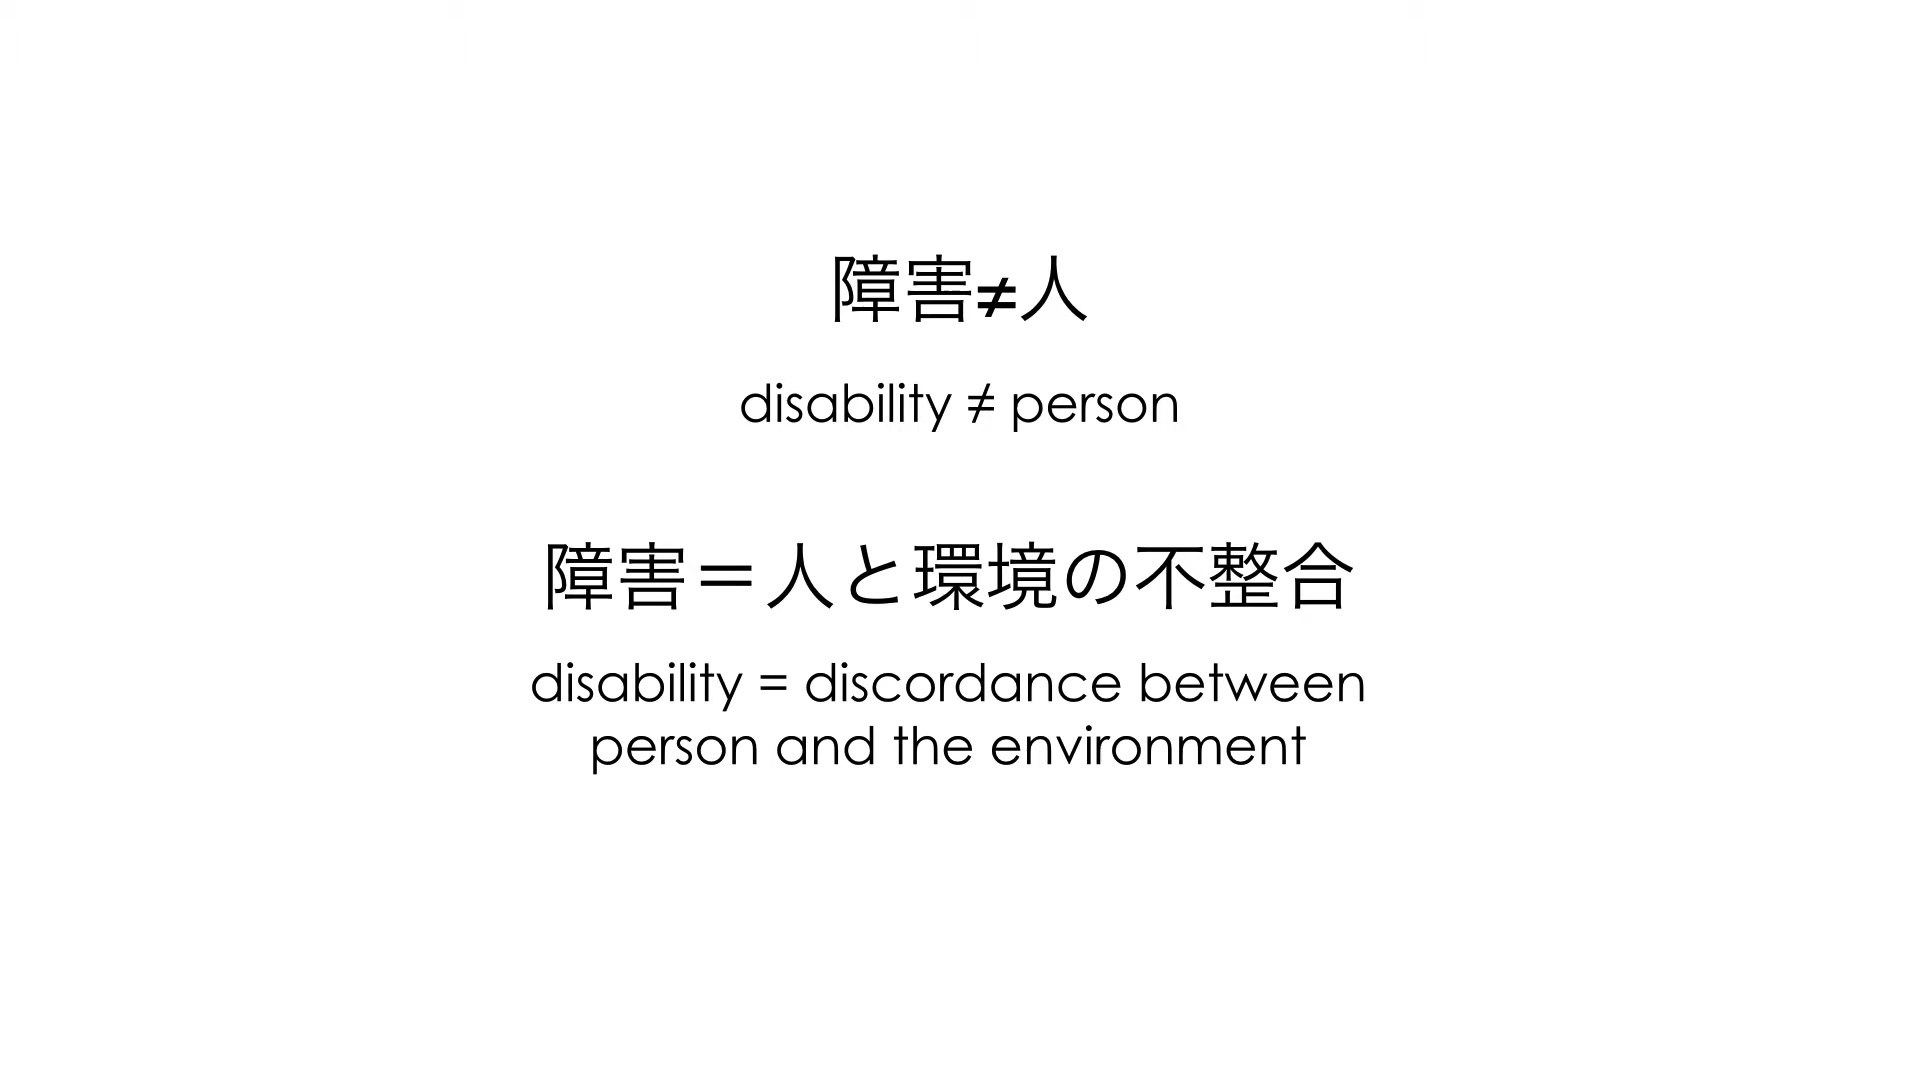 障害≠人
disability ≠ person
障害＝人と環境の不整合
disability = discordance between
person and the environment